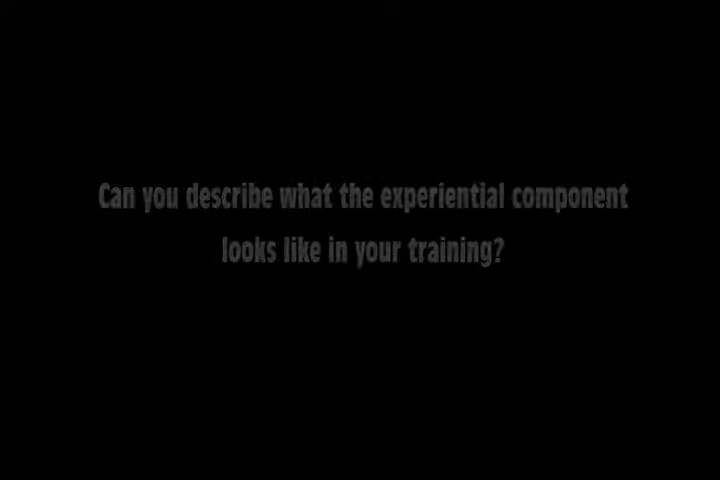 Can you describe what the experiential component
looks like in your training?